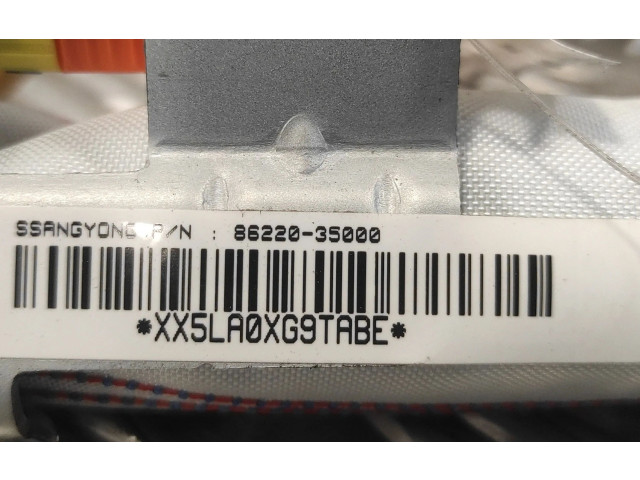 SSANGYONG P/N : 86220-35000
*XX5LA0XG9TABE*